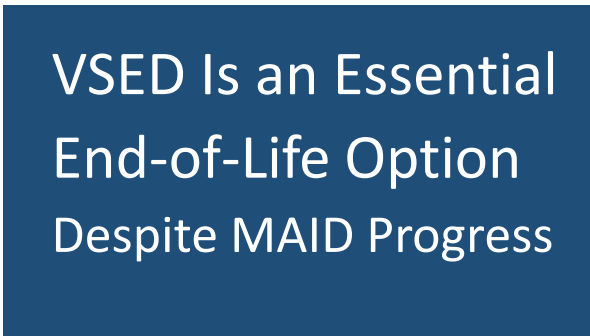 VSED Is an Essential
End-of-Life Option
Despite MAID Progress